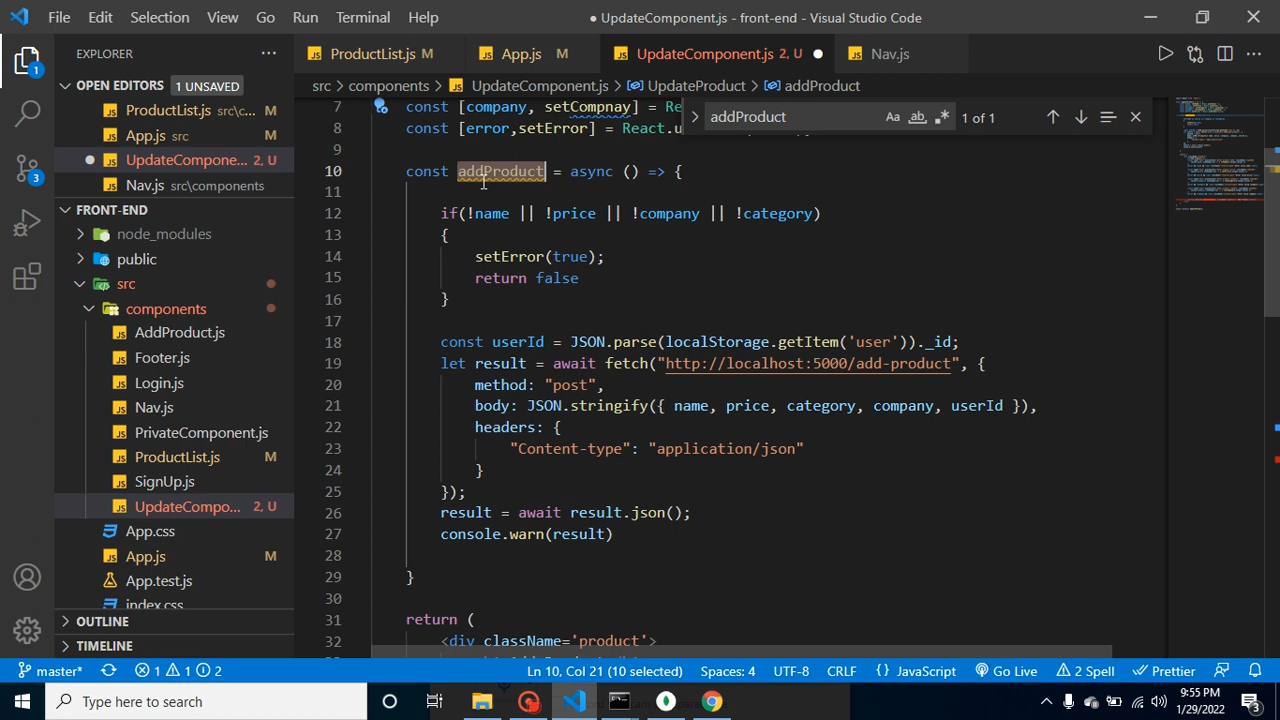 File Edit Selection View Go Run Terminal Help ● UpdateComponent.js - front-end - Visual Studio Code
EXPLORER ···
ProductList.js M App.js M UpdateComponent.js 2, U ● Nav.js
OPEN EDITORS 1 UNSAVED
ProductList.js src\c...
App.js src M
● UpdateCompone... 2, U
Nav.js src\components
FRONT-END
node_modules
public
src
components
AddProduct.js
Footer.js
Login.js
Nav.js
PrivateComponent.js
ProductList.js M
SignUp.js
UpdateCompo... 2, U
App.css
App.js M
App.test.js
index.css
OUTLINE
TIMELINE
1
3
src > components > UpdateComponent.js > UpdateProduct > addProduct
addProduct Aa ab 1 of 1
7 const [company, setCompnay] = Re
8 const [error,setError] = React.u
9
10 const addProduct = async () => {
11
12 if(!name || !price || !company || !category)
13 {
14 setError(true);
15 return false
16 }
17
18 const userId = JSON.parse(localStorage.getItem('user'))._id;
19 let result = await fetch("http://localhost:5000/add-product", {
20 method: "post",
21 body: JSON.stringify({ name, price, category, company, userId }),
22 headers: {
23 "Content-type": "application/json"
24 }
25 });
26 result = await result.json();
27 console.warn(result)
28
29 }
30
31 return (
32 <div className='product'>
master* 1 1 2 Ln 10, Col 21 (10 selected) Spaces: 4 UTF-8 CRLF {} JavaScript Go Live 2 Spell Prettier
Type here to search
9:55 PM
1/29/2022
3